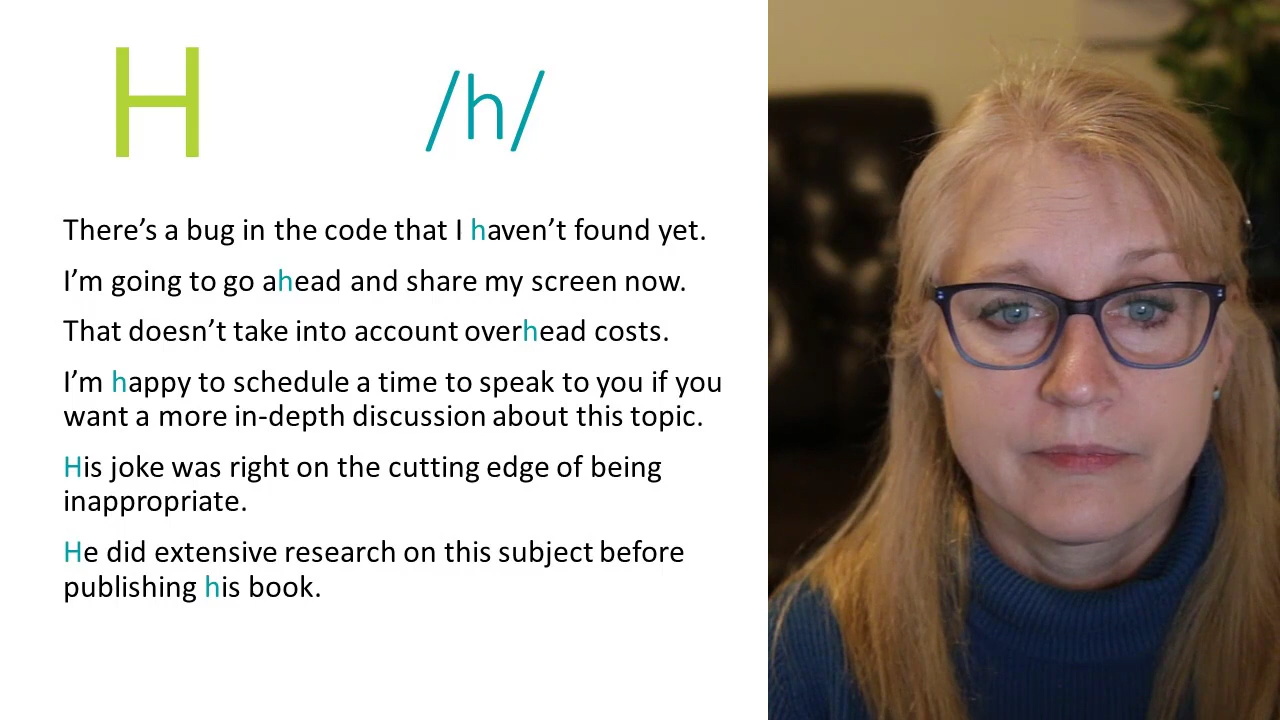 H /h/
There’s a bug in the code that I haven’t found yet.
I’m going to go ahead and share my screen now.
That doesn’t take into account overhead costs.
I’m happy to schedule a time to speak to you if you
want a more in-depth discussion about this topic.
His joke was right on the cutting edge of being
inappropriate.
He did extensive research on this subject before
publishing his book.